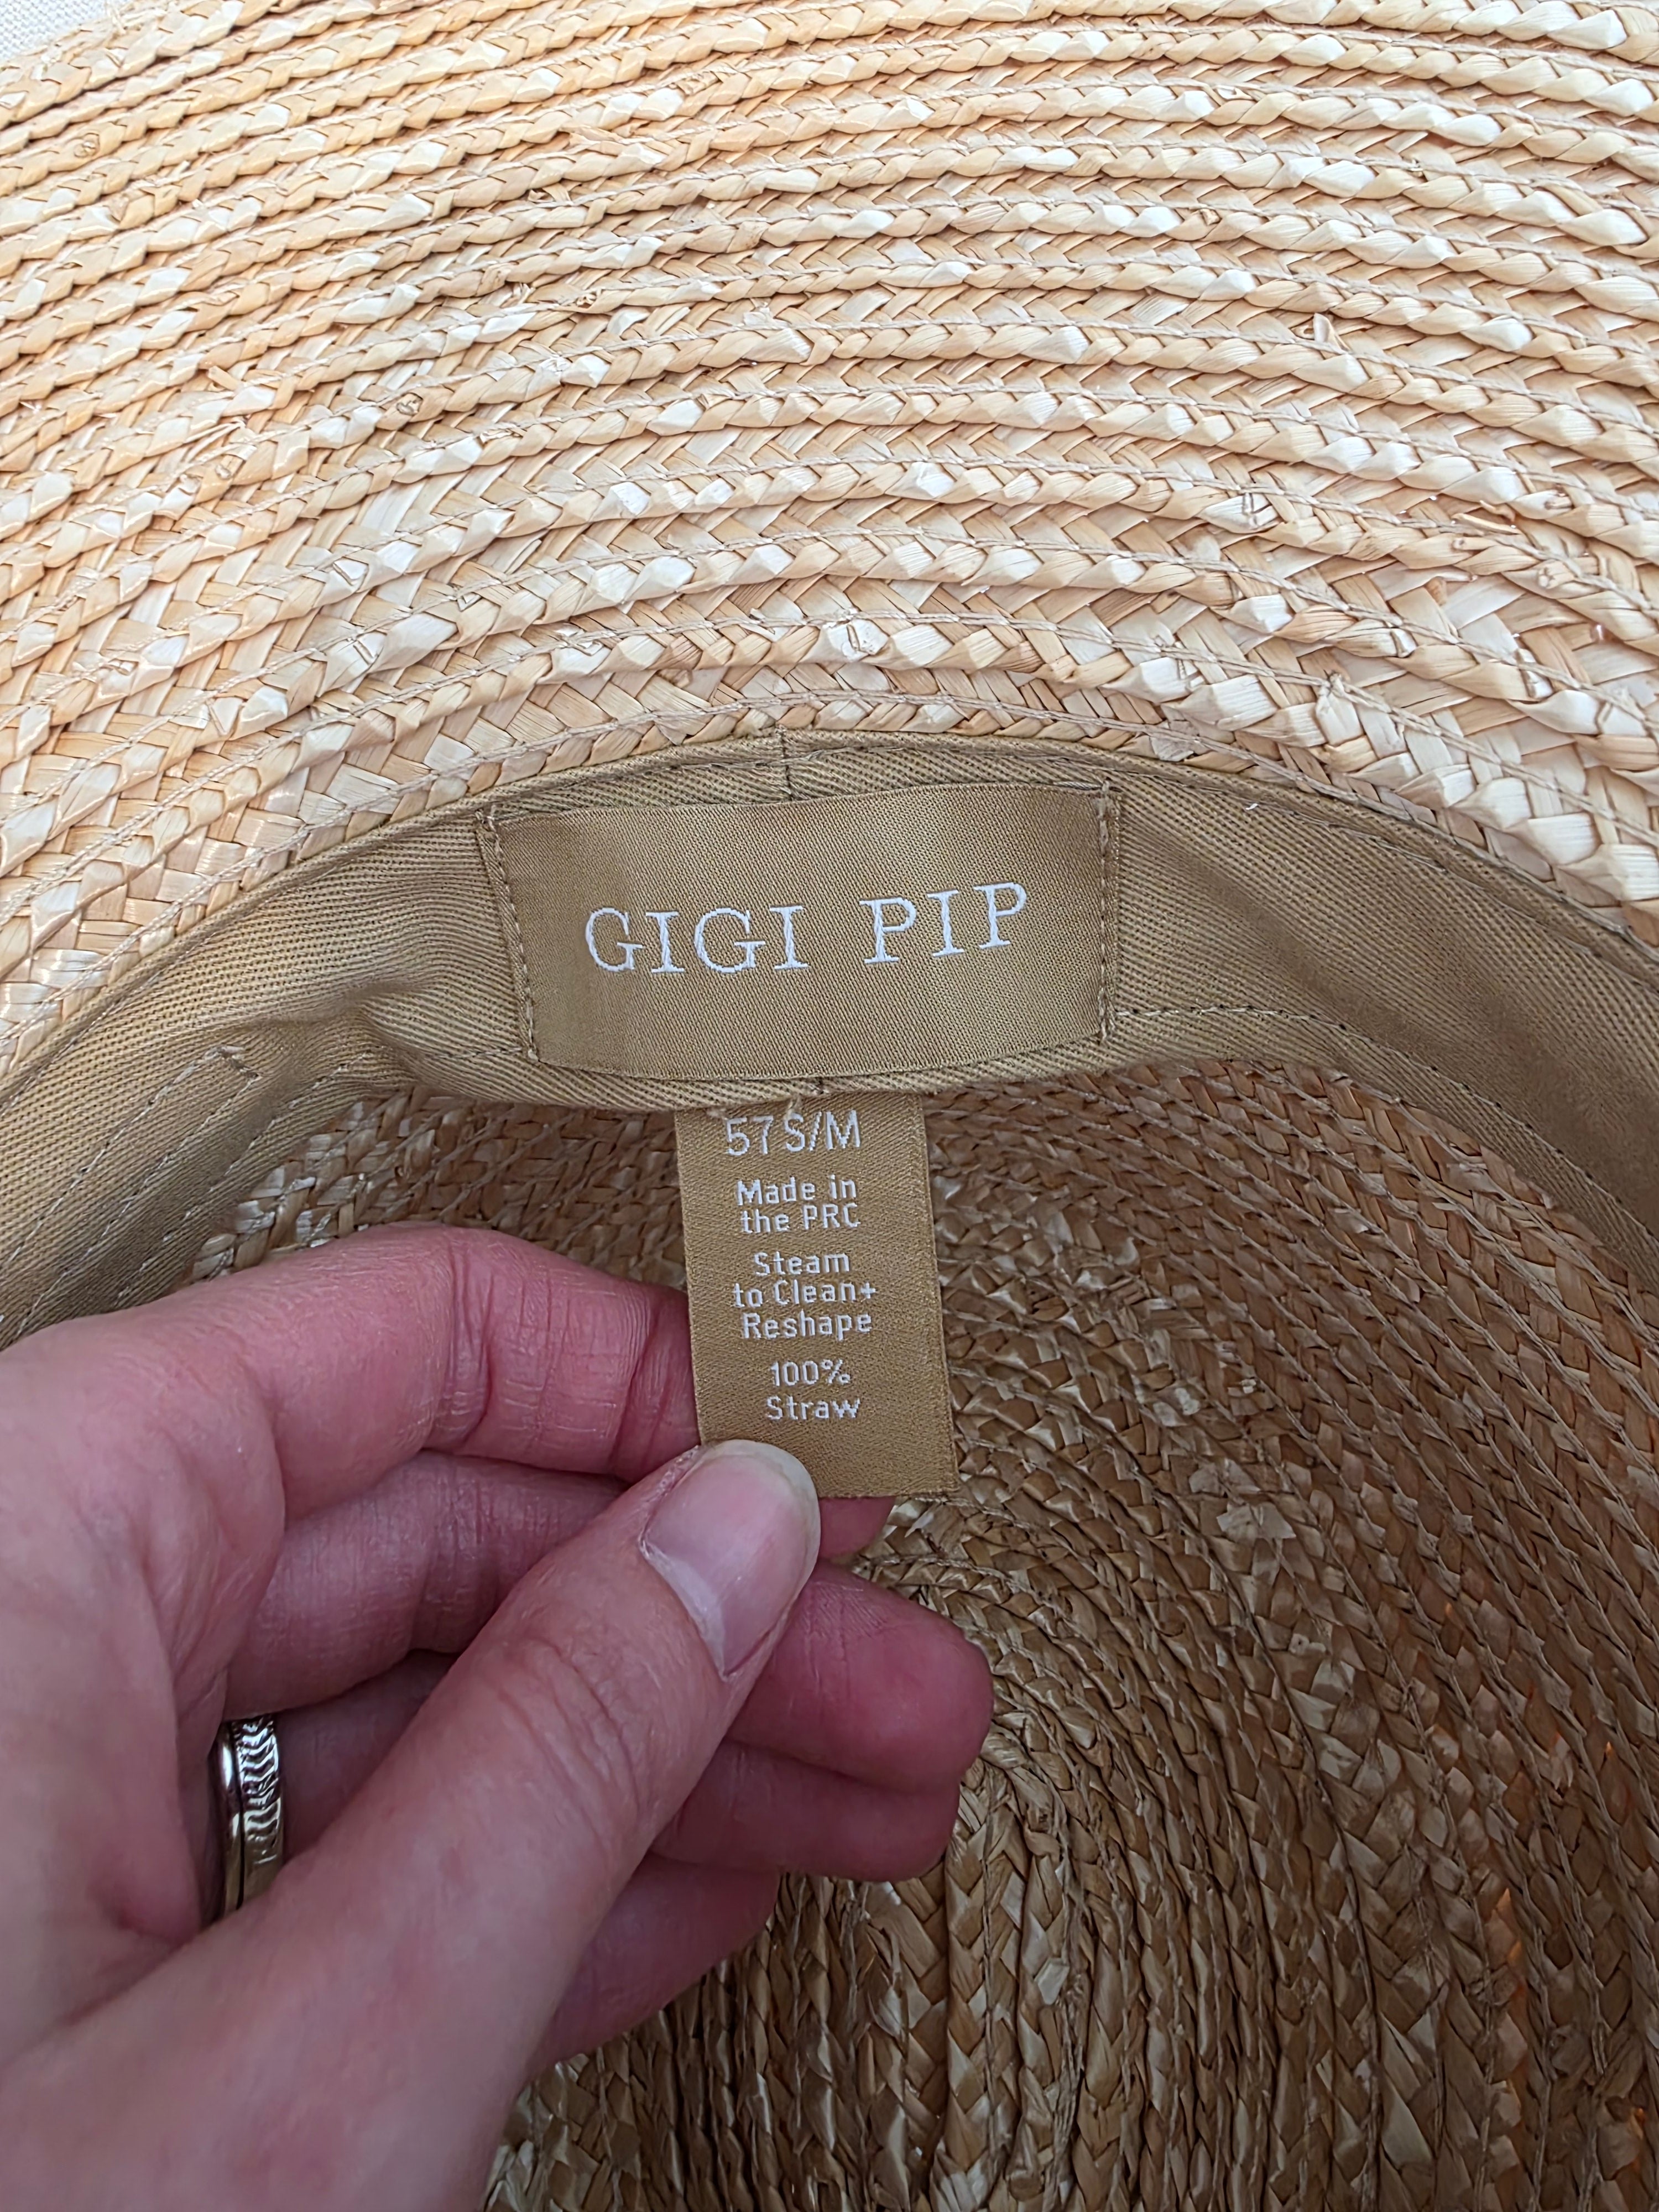 GIGI PIP
57 S/M
Made in
the PRC
Steam
to Clean+
Reshape
100%
Straw